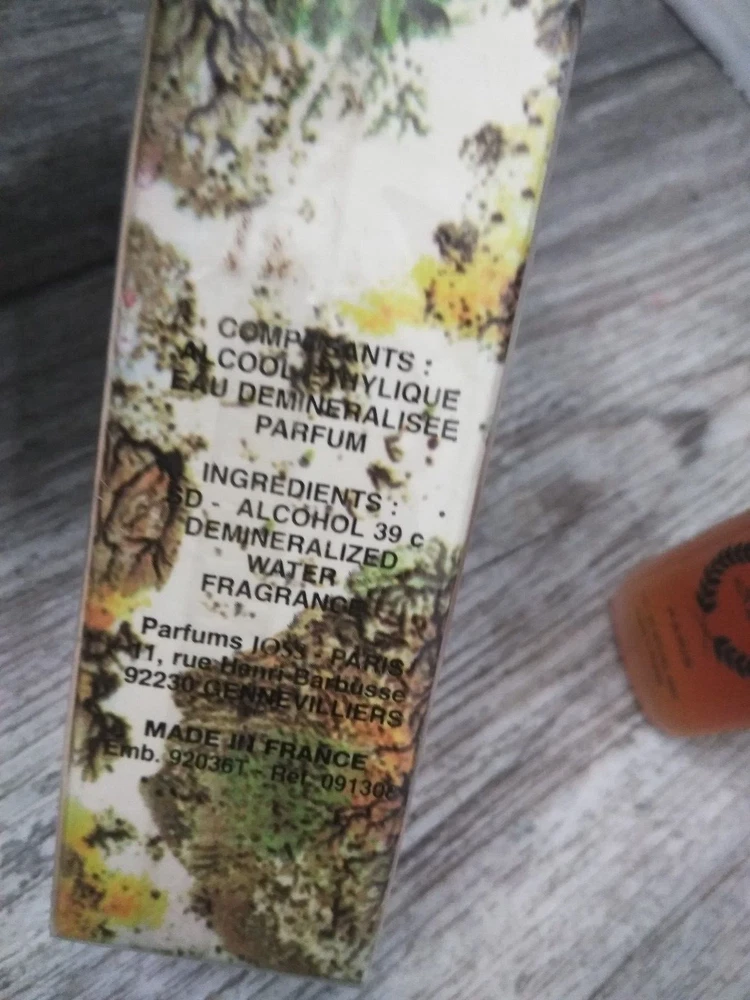 COMPOSANTS :
ALCOOL ETHYLIQUE
EAU DEMINERALISEE
PARFUM
INGREDIENTS :
SD - ALCOHOL 39 c
DEMINERALIZED
WATER
FRAGRANCE
Parfums JOSS - PARIS
11, rue Henri Barbusse
92230 GENNEVILLIERS
MADE IN FRANCE
Emb. 92036T - Ref. 091308